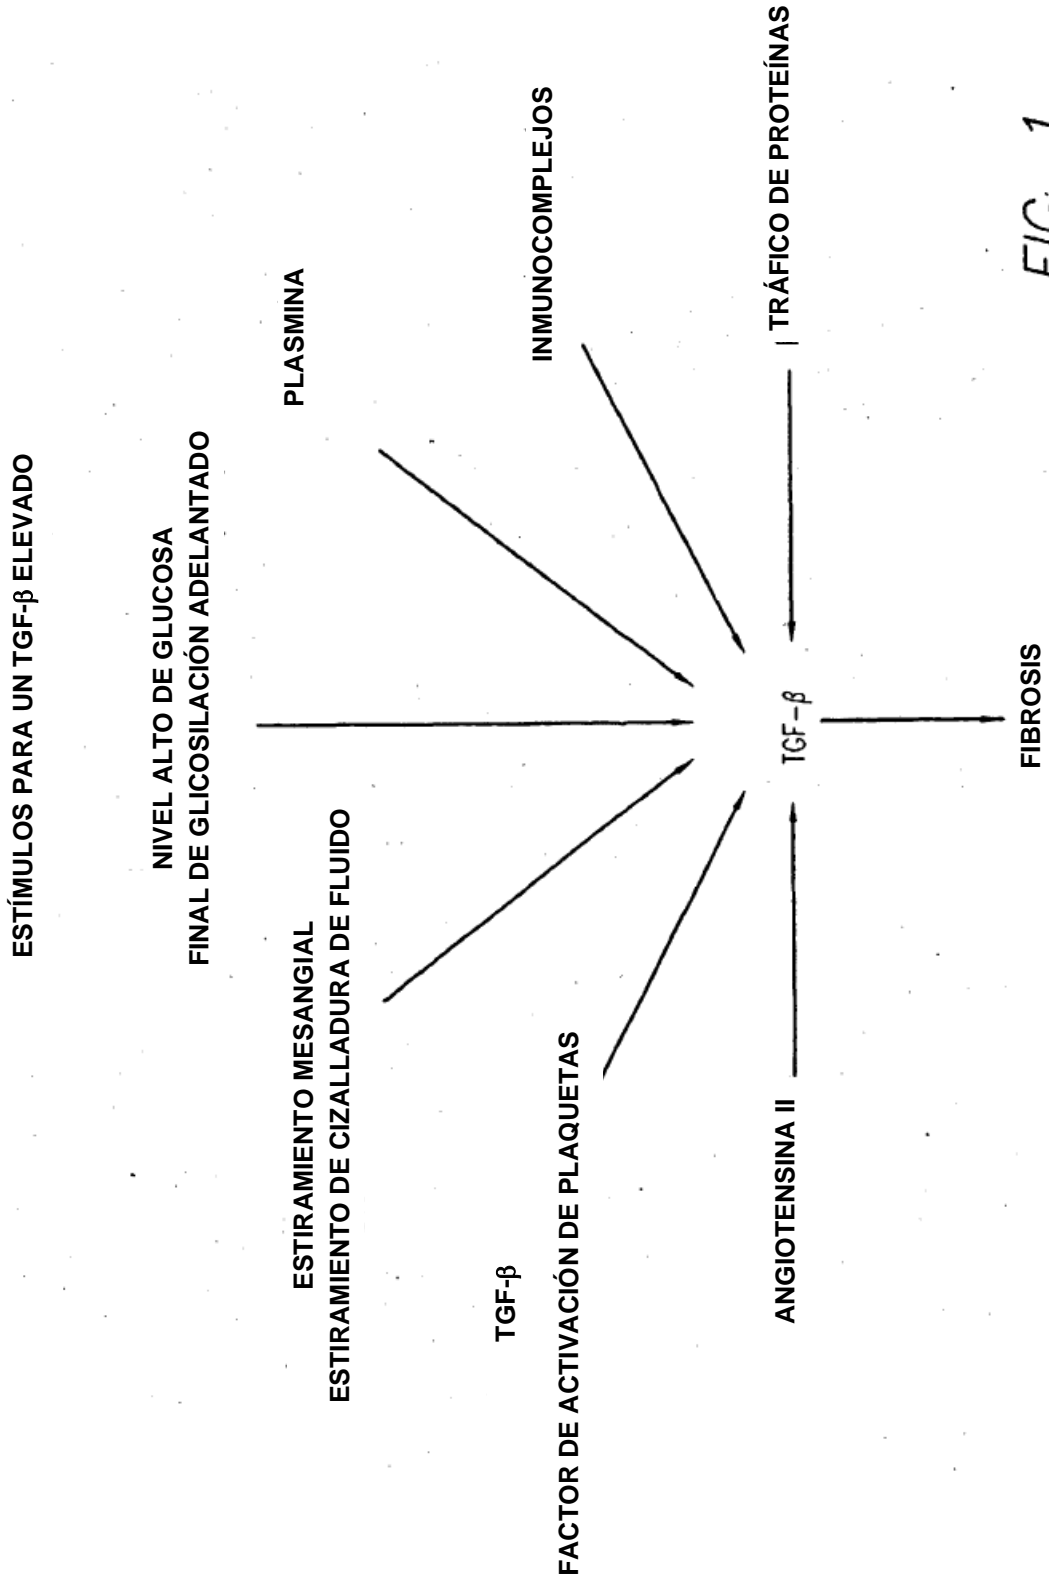 ESTÍMULOS PARA UN TGF-β ELEVADO
NIVEL ALTO DE GLUCOSA
FINAL DE GLICOSILACIÓN ADELANTADO
ESTIRAMIENTO MESANGIAL
ESTIRAMIENTO DE CIZALLADURA DE FLUIDO
PLASMINA
TGF-β
FACTOR DE ACTIVACIÓN DE PLAQUETAS
INMUNOCOMPLEJOS
ANGIOTENSINA II
TGF-β
TRÁFICO DE PROTEÍNAS
FIBROSIS
FIG. 1